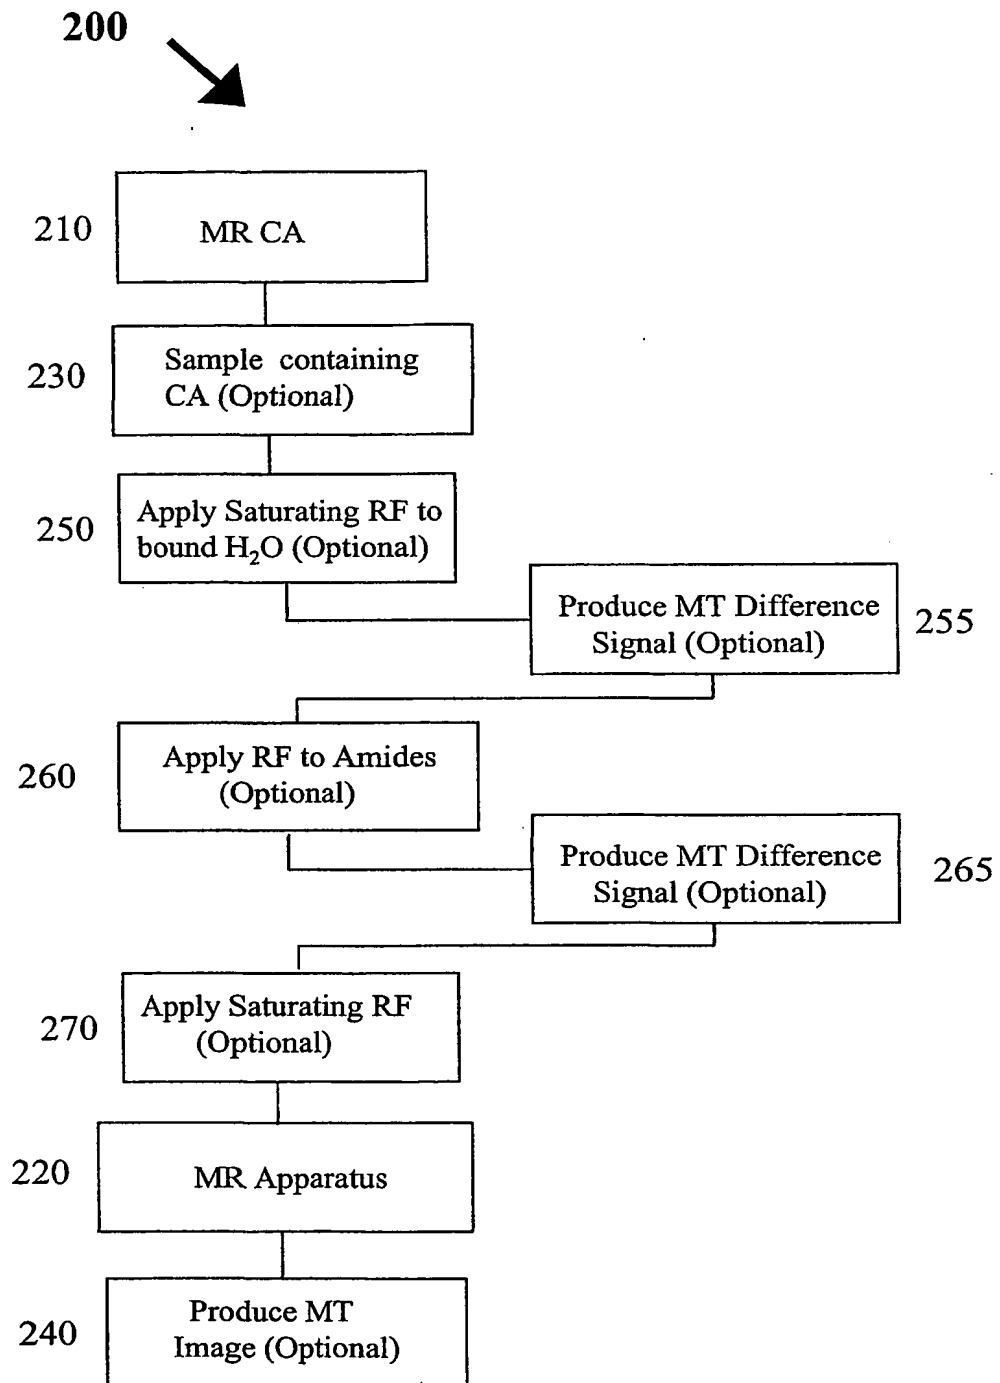 200
210
MR CA
230
Sample containing
CA (Optional)
250
Apply Saturating RF to
bound H₂O (Optional)
Produce MT Difference
Signal (Optional)
255
260
Apply RF to Amides
(Optional)
Produce MT Difference
Signal (Optional)
265
270
Apply Saturating RF
(Optional)
220
MR Apparatus
240
Produce MT
Image (Optional)